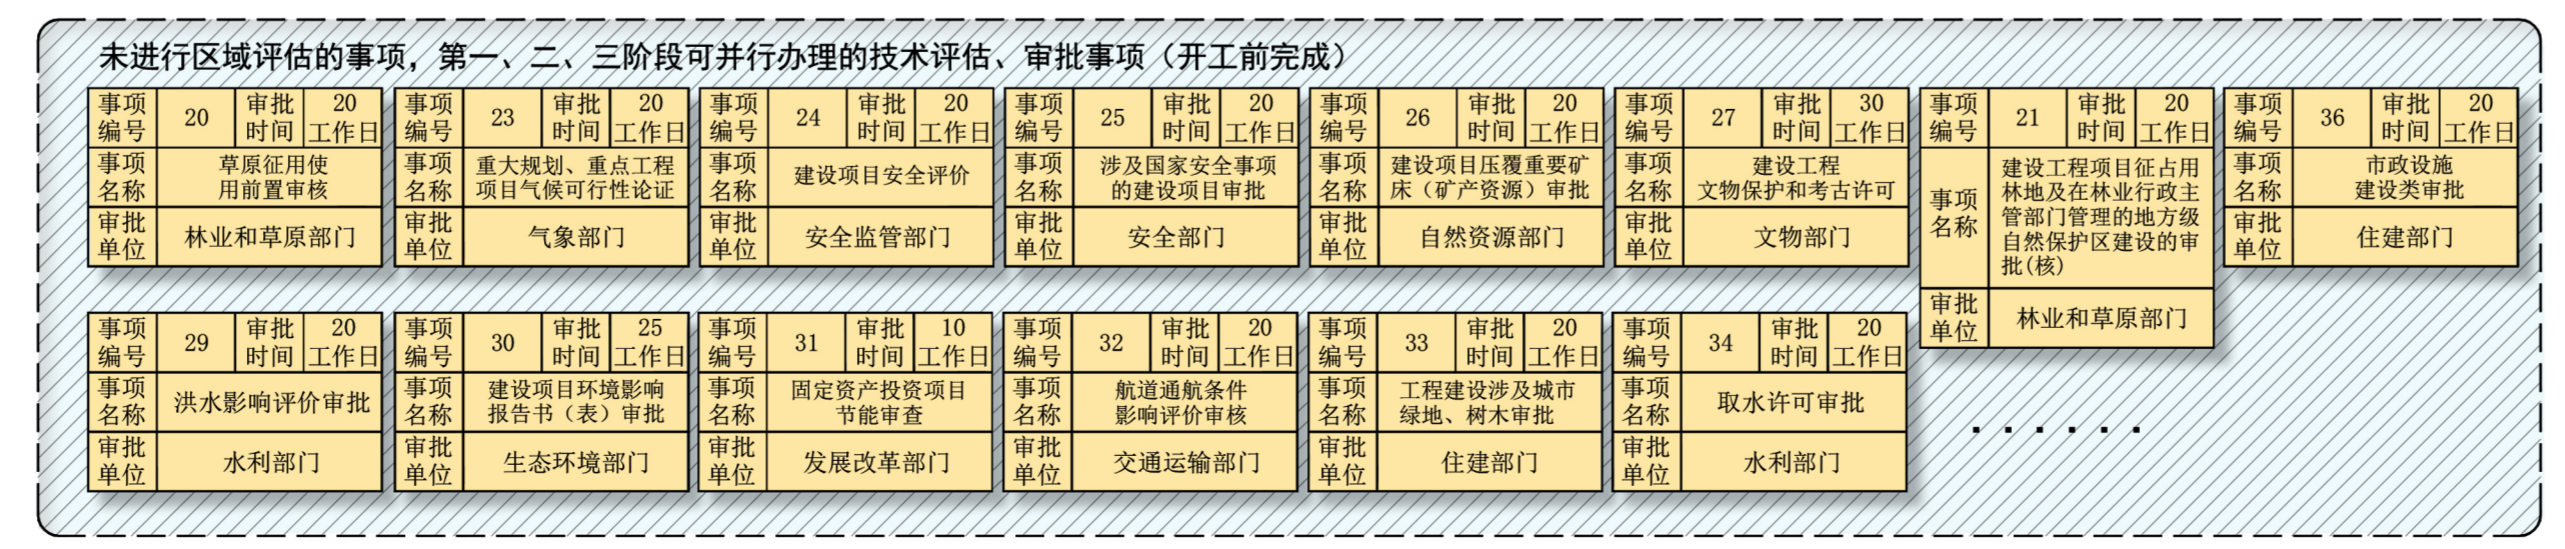 未进行区域评估的事项，第一、二、三阶段可并行办理的技术评估、审批事项（开工前完成）
事项编号 20 审批时间 20工作日
事项名称 草原征用使
用前置审核
审批单位 林业和草原部门
事项编号 23 审批时间 20工作日
事项名称 重大规划、重点工程
项目气候可行性论证
审批单位 气象部门
事项编号 24 审批时间 20工作日
事项名称 建设项目安全评价
审批单位 安全监管部门
事项编号 25 审批时间 20工作日
事项名称 涉及国家安全事项
的建设项目审批
审批单位 安全部门
事项编号 26 审批时间 20工作日
事项名称 建设项目压覆重要矿
床（矿产资源）审批
审批单位 自然资源部门
事项编号 27 审批时间 30工作日
事项名称 建设工程
文物保护和考古许可
审批单位 文物部门
事项编号 21 审批时间 20工作日
事项名称 建设工程项目征占用
林地及在林业行政主
管部门管理的地方级
自然保护区建设的审
批(核)
审批单位 林业和草原部门
事项编号 36 审批时间 20工作日
事项名称 市政设施
建设类审批
审批单位 住建部门
事项编号 29 审批时间 20工作日
事项名称 洪水影响评价审批
审批单位 水利部门
事项编号 30 审批时间 25工作日
事项名称 建设项目环境影响
报告书（表）审批
审批单位 生态环境部门
事项编号 31 审批时间 10工作日
事项名称 固定资产投资项目
节能审查
审批单位 发展改革部门
事项编号 32 审批时间 20工作日
事项名称 航道通航条件
影响评价审核
审批单位 交通运输部门
事项编号 33 审批时间 20工作日
事项名称 工程建设涉及城市
绿地、树木审批
审批单位 住建部门
事项编号 34 审批时间 20工作日
事项名称 取水许可审批
审批单位 水利部门
······